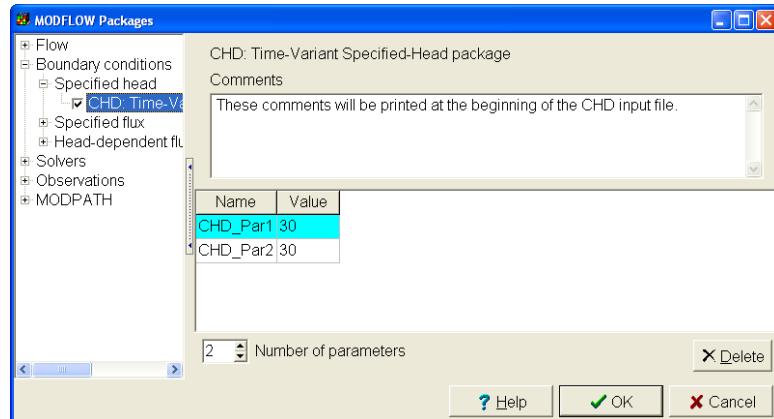 MODFLOW Packages
Flow
Boundary conditions
Specified head
CHD: Time-Va
Specified flux
Head-dependent flu
Solvers
Observations
MODPATH
CHD: Time-Variant Specified-Head package
Comments
These comments will be printed at the beginning of the CHD input file.
Name Value
CHD_Par1 30
CHD_Par2 30
2 Number of parameters
Delete
Help OK Cancel